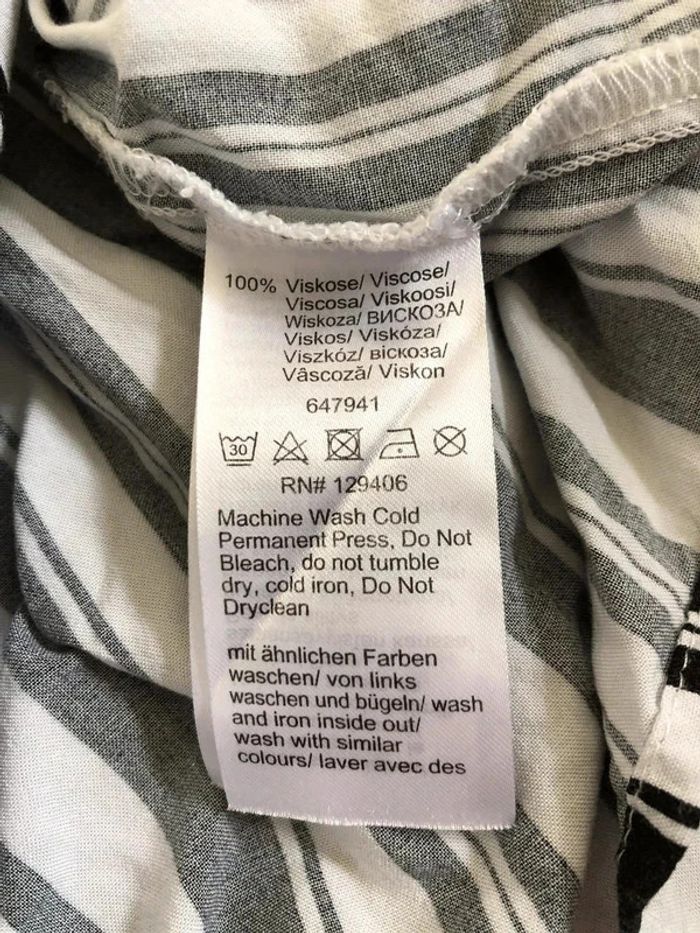 100% Viskose/ Viscose/
Viscosa/ Viskoosi/
Wiskoza/ ВИСКОЗА/
Viskos/ Viskóza/
Viszkóz/ віскоза/
Vâscoză/ Viskon
647941
30
RN# 129406
Machine Wash Cold
Permanent Press, Do Not
Bleach, do not tumble
dry, cold iron, Do Not
Dryclean
mit ähnlichen Farben
waschen/ von links
waschen und bügeln/ wash
and iron inside out/
wash with similar
colours/ laver avec des